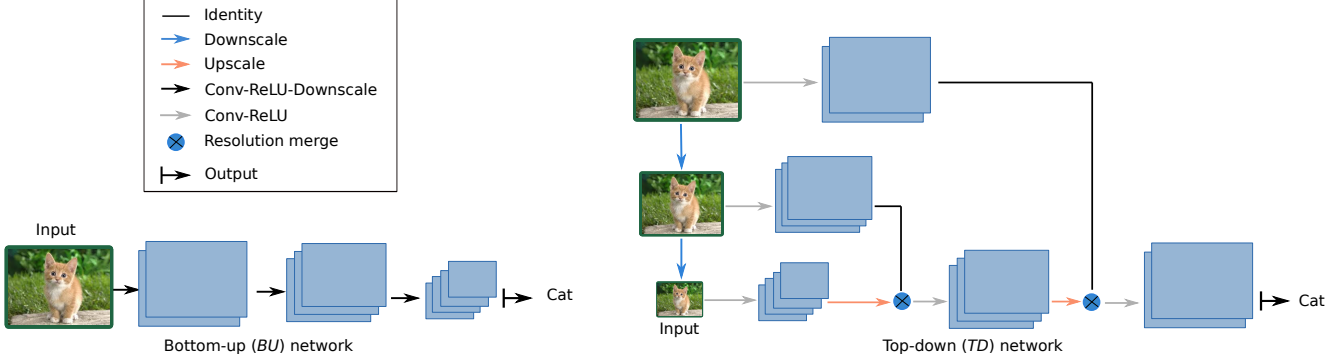 Identity
Downscale
Upscale
Conv-ReLU-Downscale
Conv-ReLU
Resolution merge
Output
Input
Cat
Bottom-up (BU) network
Input
Cat
Top-down (TD) network